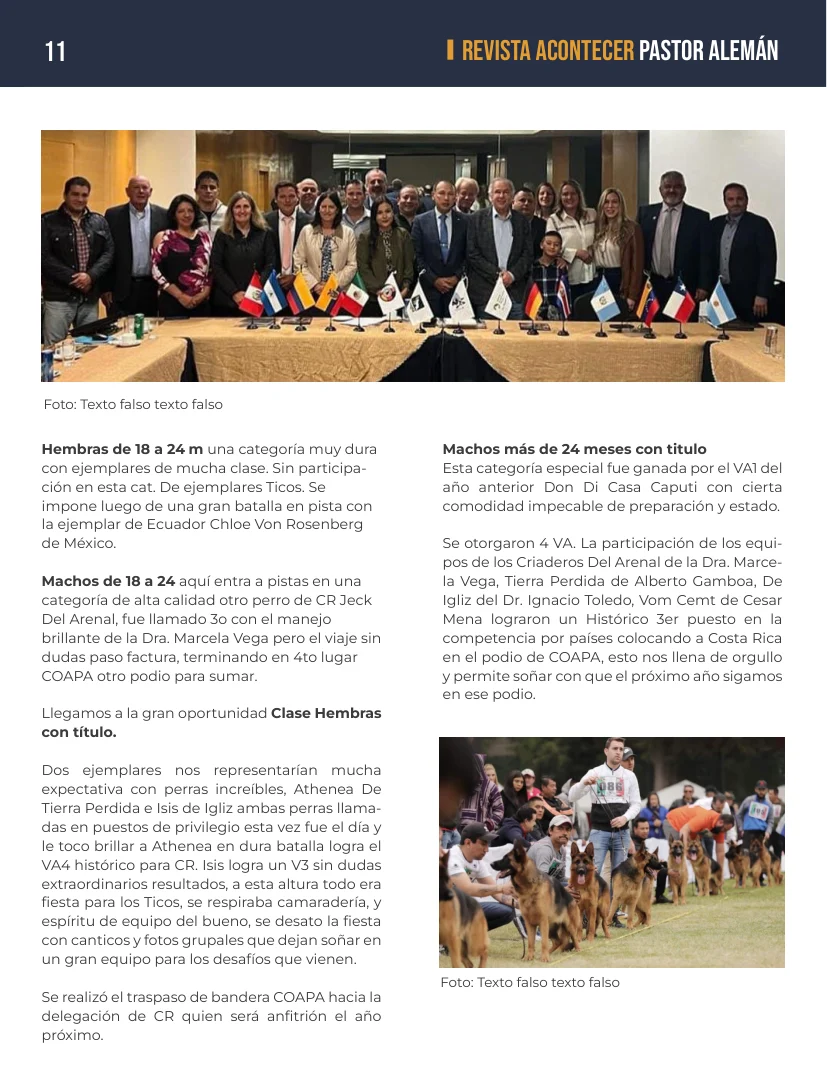 11
REVISTA ACONTECER PASTOR ALEMÁN
Foto: Texto falso texto falso
Hembras de 18 a 24 m una categoría muy dura
con ejemplares de mucha clase. Sin participa-
ción en esta cat. De ejemplares Ticos. Se
impone luego de una gran batalla en pista con
la ejemplar de Ecuador Chloe Von Rosenberg
de México.
Machos de 18 a 24 aquí entra a pistas en una
categoría de alta calidad otro perro de CR Jeck
Del Arenal, fue llamado 3o con el manejo
brillante de la Dra. Marcela Vega pero el viaje sin
dudas paso factura, terminando en 4to lugar
COAPA otro podio para sumar.
Llegamos a la gran oportunidad Clase Hembras
con título.
Dos ejemplares nos representarían mucha
expectativa con perras increíbles, Athenea De
Tierra Perdida e Isis de Igliz ambas perras llama-
das en puestos de privilegio esta vez fue el día y
le toco brillar a Athenea en dura batalla logra el
VA4 histórico para CR. Isis logra un V3 sin dudas
extraordinarios resultados, a esta altura todo era
fiesta para los Ticos, se respiraba camaradería, y
espíritu de equipo del bueno, se desato la fiesta
con canticos y fotos grupales que dejan soñar en
un gran equipo para los desafíos que vienen.
Se realizó el traspaso de bandera COAPA hacia la
delegación de CR quien será anfitrión el año
próximo.
Machos más de 24 meses con titulo
Esta categoría especial fue ganada por el VA1 del
año anterior Don Di Casa Caputi con cierta
comodidad impecable de preparación y estado.
Se otorgaron 4 VA. La participación de los equi-
pos de los Criaderos Del Arenal de la Dra. Marce-
la Vega, Tierra Perdida de Alberto Gamboa, De
Igliz del Dr. Ignacio Toledo, Vom Cemt de Cesar
Mena lograron un Histórico 3er puesto en la
competencia por países colocando a Costa Rica
en el podio de COAPA, esto nos llena de orgullo
y permite soñar con que el próximo año sigamos
en ese podio.
086
Foto: Texto falso texto falso